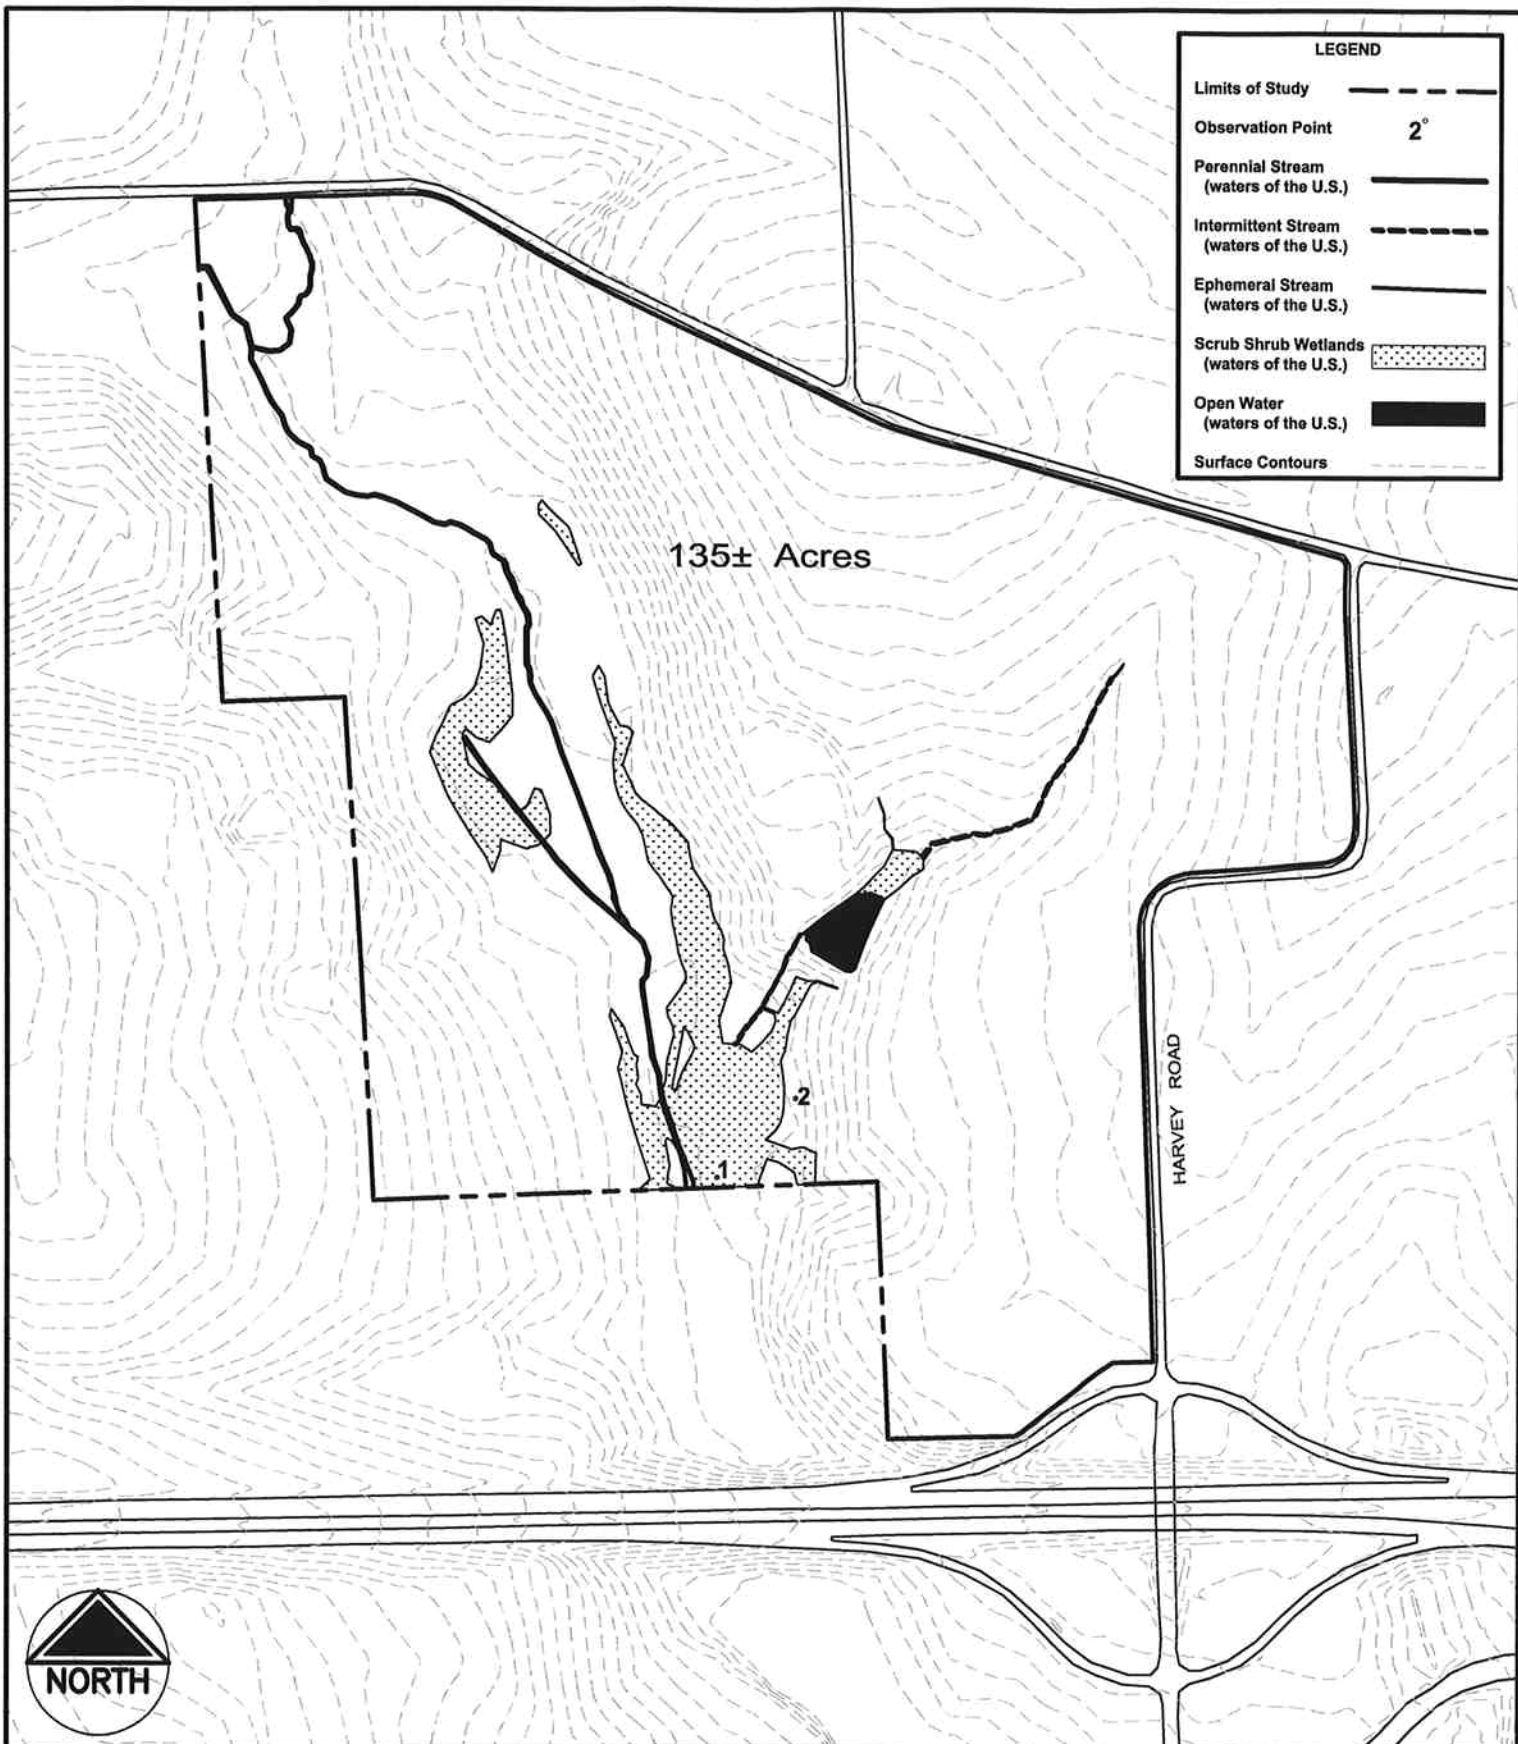 LEGEND
Limits of Study
Observation Point 2°
Perennial Stream
(waters of the U.S.)
Intermittent Stream
(waters of the U.S.)
Ephemeral Stream
(waters of the U.S.)
Scrub Shrub Wetlands
(waters of the U.S.)
Open Water
(waters of the U.S.)
Surface Contours
135± Acres
HARVEY ROAD
.2
.1
NORTH